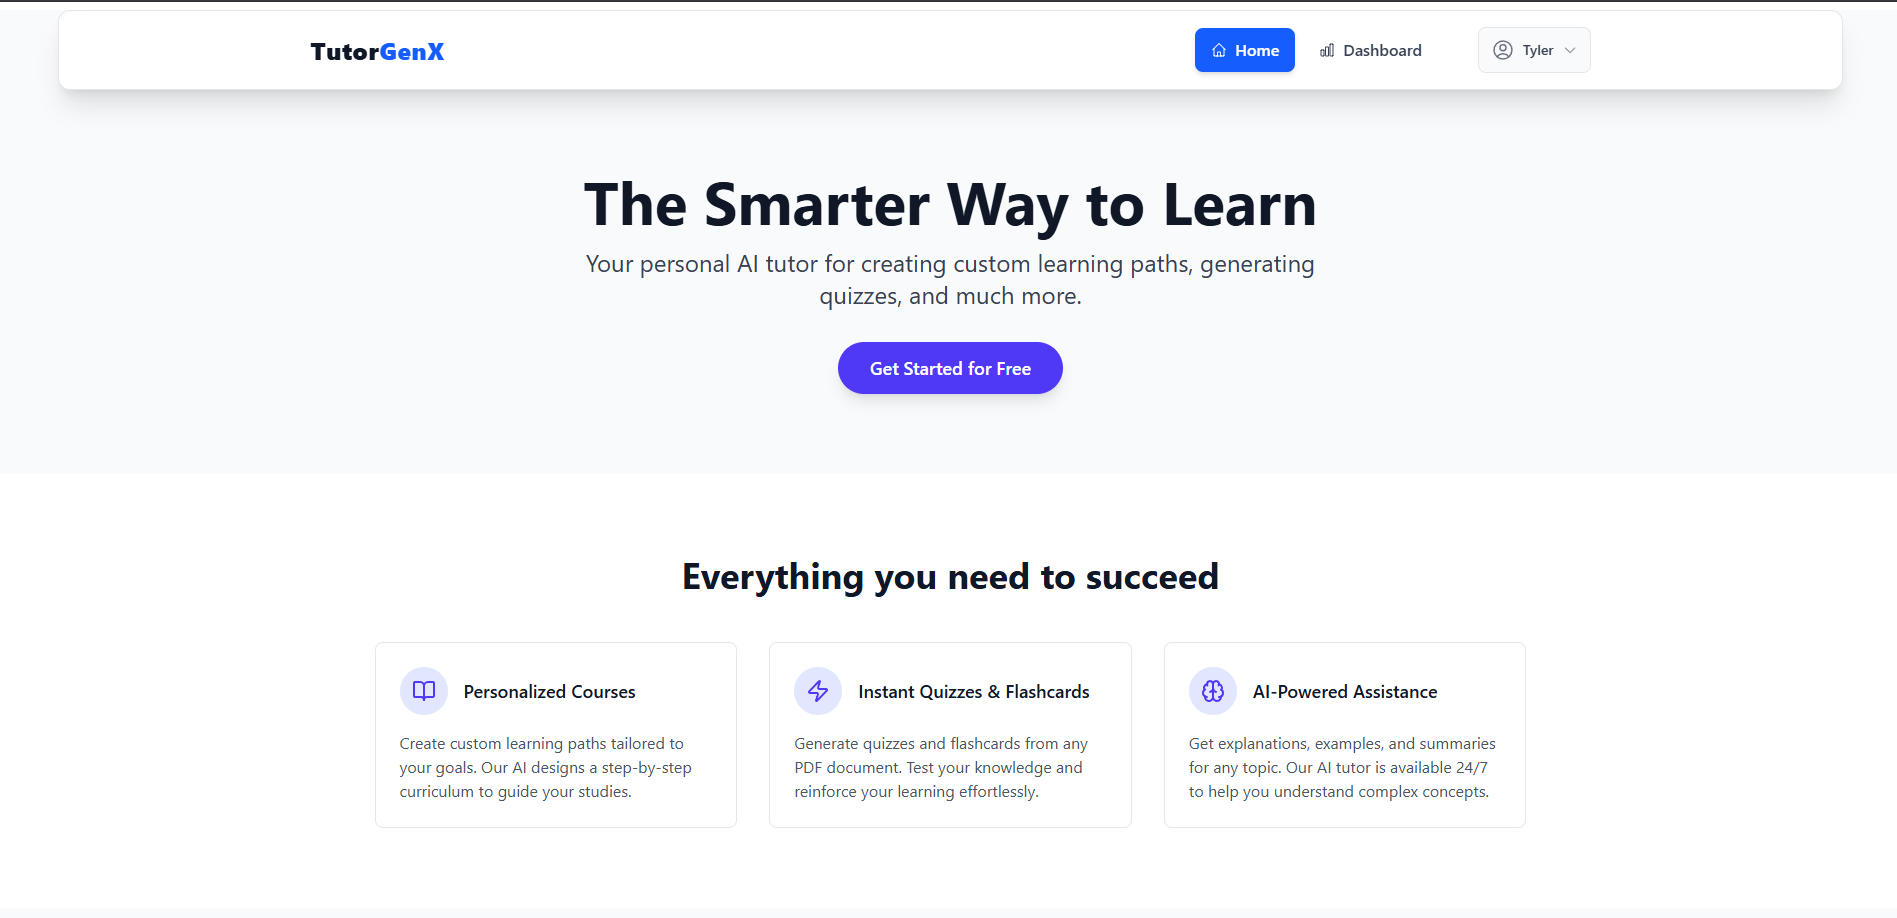 TutorGenX
Home
Dashboard
Tyler
The Smarter Way to Learn
Your personal AI tutor for creating custom learning paths, generating
quizzes, and much more.
Get Started for Free
Everything you need to succeed
Personalized Courses
Create custom learning paths tailored to
your goals. Our AI designs a step-by-step
curriculum to guide your studies.
Instant Quizzes & Flashcards
Generate quizzes and flashcards from any
PDF document. Test your knowledge and
reinforce your learning effortlessly.
AI-Powered Assistance
Get explanations, examples, and summaries
for any topic. Our AI tutor is available 24/7
to help you understand complex concepts.